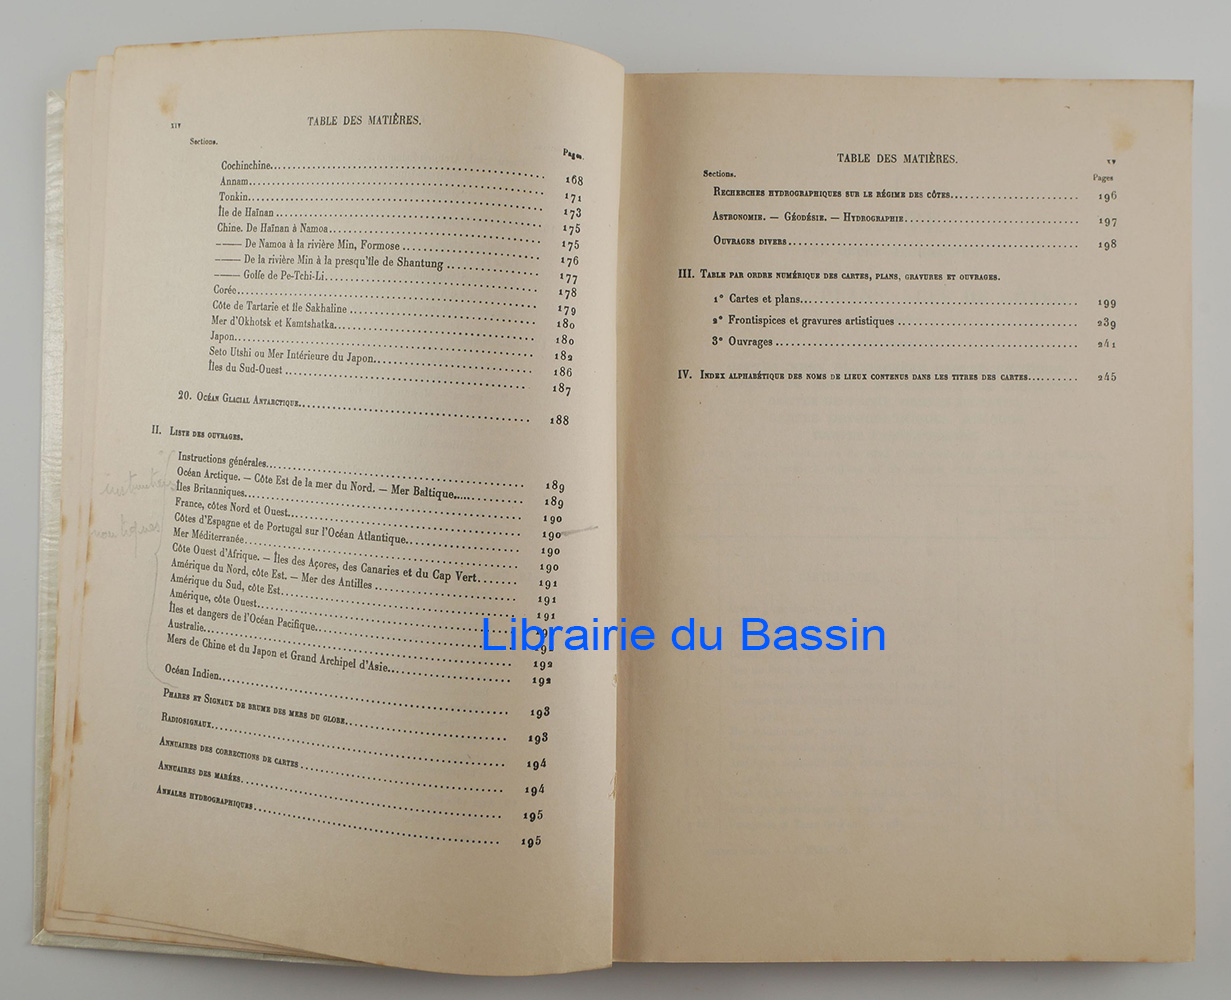 XIV
TABLE DES MATIÈRES.
Sections.
Pages.
Cochinchine 168
Annam 171
Tonkin 173
Île de Haïnan 175
Chine. De Haïnan à Namoa 175
—— De Namoa à la rivière Min, Formose 176
—— De la rivière Min à la presqu'île de Shantung 177
—— Golfe de Pe-Tchi-Li 178
Corée 179
Côte de Tartarie et île Sakhaline 180
Mer d'Okhotsk et Kamtshatka 180
Japon 182
Seto Utshi ou Mer Intérieure du Japon 186
Îles du Sud-Ouest 187
20. Océan Glacial Antarctique 188
II. Liste des ouvrages.
Instructions générales 189
Océan Arctique. — Côte Est de la mer du Nord. — Mer Baltique 189
Îles Britanniques 190
France, côtes Nord et Ouest 190
Côtes d'Espagne et de Portugal sur l'Océan Atlantique 190
Mer Méditerranée 190
Côte Ouest d'Afrique. — Îles des Açores, des Canaries et du Cap Vert 191
Amérique du Nord, côte Est. — Mer des Antilles 191
Amérique du Sud, côte Est 191
Amérique, côte Ouest
Îles et dangers de l'Océan Pacifique
Australie 192
Mers de Chine et du Japon et Grand Archipel d'Asie 192
Océan Indien 193
Phares et Signaux de brume des mers du globe 193
Radiosignaux 194
Annuaires des corrections de cartes 194
Annuaires des marées 195
Annales hydrographiques 195
instructions
nautiques
TABLE DES MATIÈRES.
XV
Sections.
Pages
Recherches hydrographiques sur le régime des côtes 196
Astronomie. — Géodésie. — Hydrographie 197
Ouvrages divers 198
III. Table par ordre numérique des cartes, plans, gravures et ouvrages.
1° Cartes et plans 199
2° Frontispices et gravures artistiques 239
3° Ouvrages 241
IV. Index alphabétique des noms de lieux contenus dans les titres des cartes 245
Librairie du Bassin